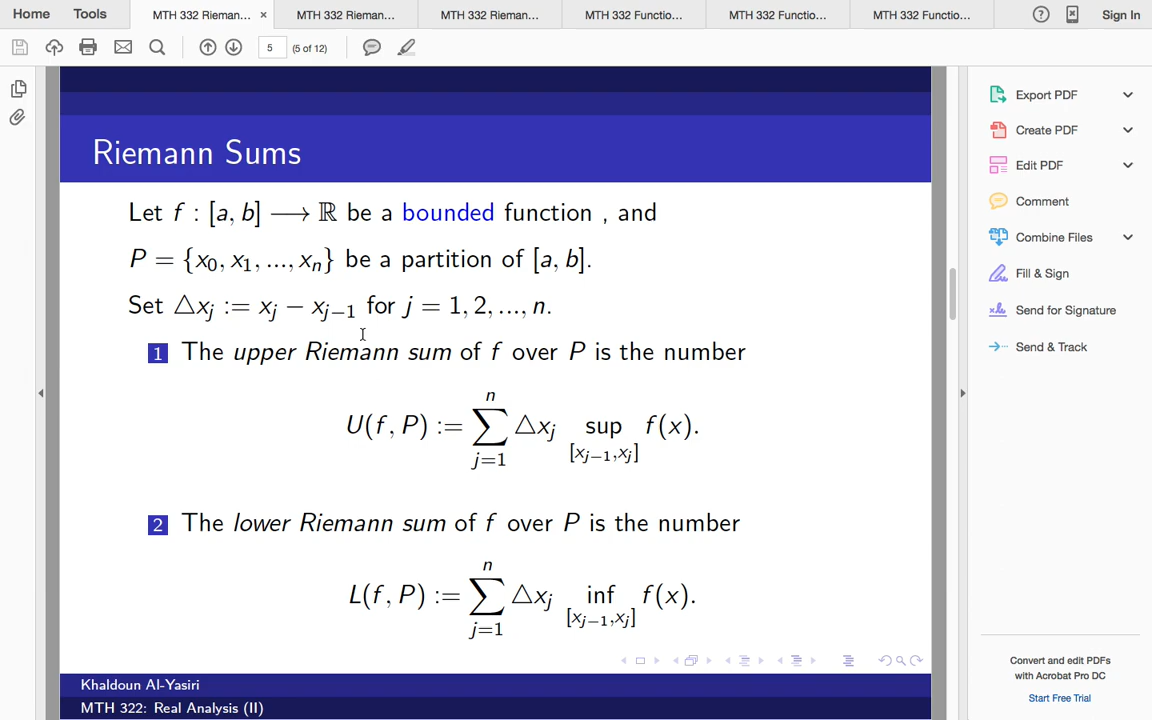 Home Tools MTH 332 Rieman... × MTH 332 Rieman... MTH 332 Rieman... MTH 332 Functio... MTH 332 Functio... MTH 332 Functio... ? Sign In
5 (5 of 12)
Riemann Sums
Let f : [a, b] ⟶ ℝ be a bounded function , and
P = {x₀, x₁, ..., xₙ} be a partition of [a, b].
Set △xⱼ := xⱼ − xⱼ₋₁ for j = 1, 2, ..., n.
1 The upper Riemann sum of f over P is the number
U(f, P) := ∑_{j=1}^{n} △xⱼ sup_{[xⱼ₋₁,xⱼ]} f(x).
2 The lower Riemann sum of f over P is the number
L(f, P) := ∑_{j=1}^{n} △xⱼ inf_{[xⱼ₋₁,xⱼ]} f(x).
Khaldoun Al-Yasiri
MTH 322: Real Analysis (II)
Export PDF
Create PDF
Edit PDF
Comment
Combine Files
Fill & Sign
Send for Signature
Send & Track
Convert and edit PDFs
with Acrobat Pro DC
Start Free Trial